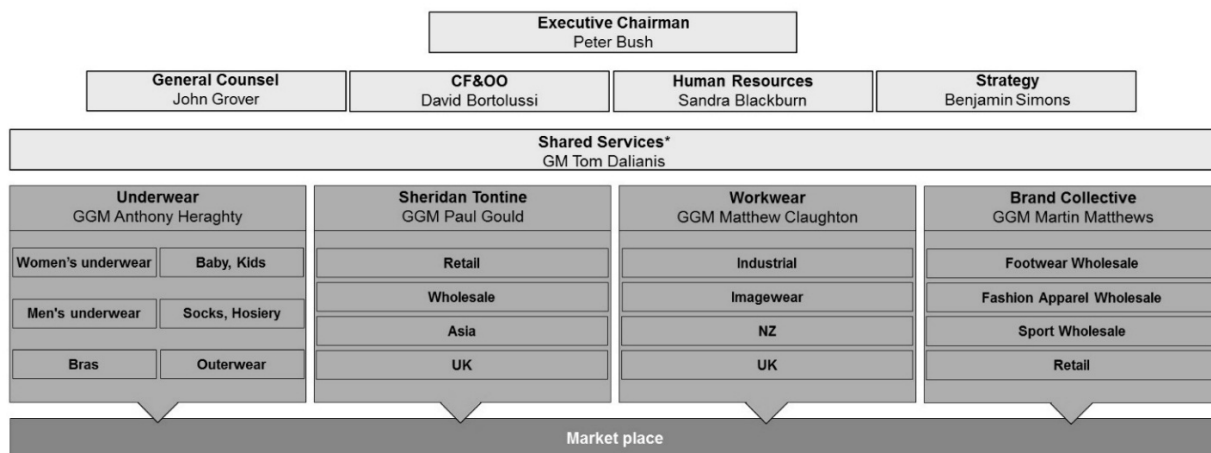 Executive Chairman
Peter Bush
General Counsel
John Grover
CF&OO
David Bortolussi
Human Resources
Sandra Blackburn
Strategy
Benjamin Simons
Shared Services*
GM Tom Dalianis
Underwear
GGM Anthony Heraghty
Women's underwear
Baby, Kids
Men's underwear
Socks, Hosiery
Bras
Outerwear
Sheridan Tontine
GGM Paul Gould
Retail
Wholesale
Asia
UK
Workwear
GGM Matthew Claughton
Industrial
Imagewear
NZ
UK
Brand Collective
GGM Martin Matthews
Footwear Wholesale
Fashion Apparel Wholesale
Sport Wholesale
Retail
Market place